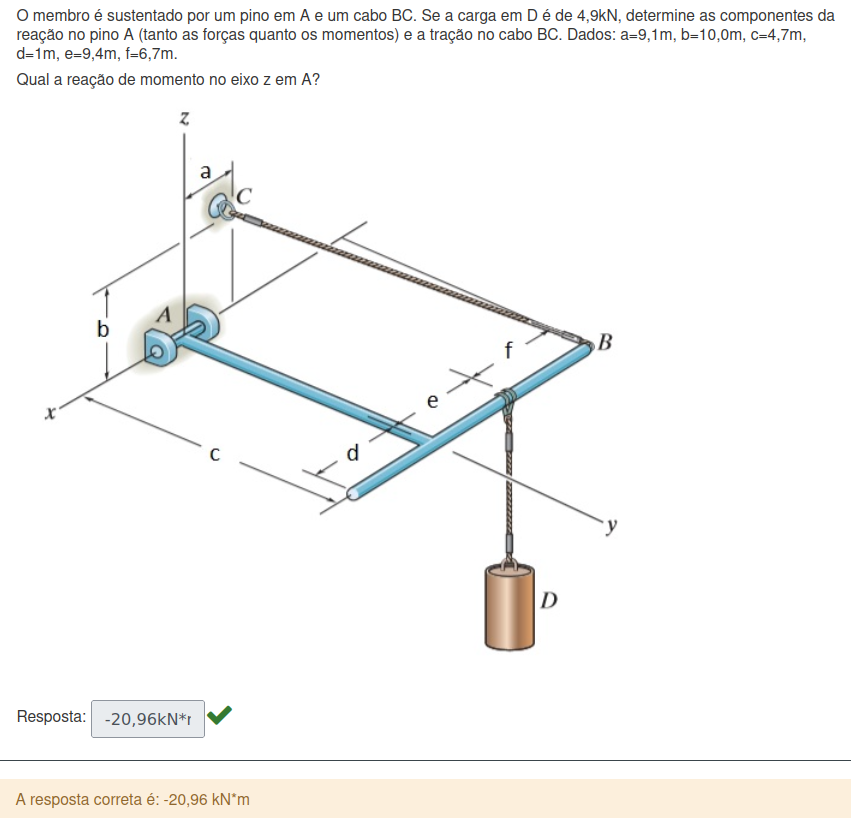 O membro é sustentado por um pino em A e um cabo BC. Se a carga em D é de 4,9kN, determine as componentes da
reação no pino A (tanto as forças quanto os momentos) e a tração no cabo BC. Dados: a=9,1m, b=10,0m, c=4,7m,
d=1m, e=9,4m, f=6,7m.
Qual a reação de momento no eixo z em A?
z
a
C
A
b
B
f
e
x
d
c
y
D
Resposta: -20,96kN*
A resposta correta é: -20,96 kN*m